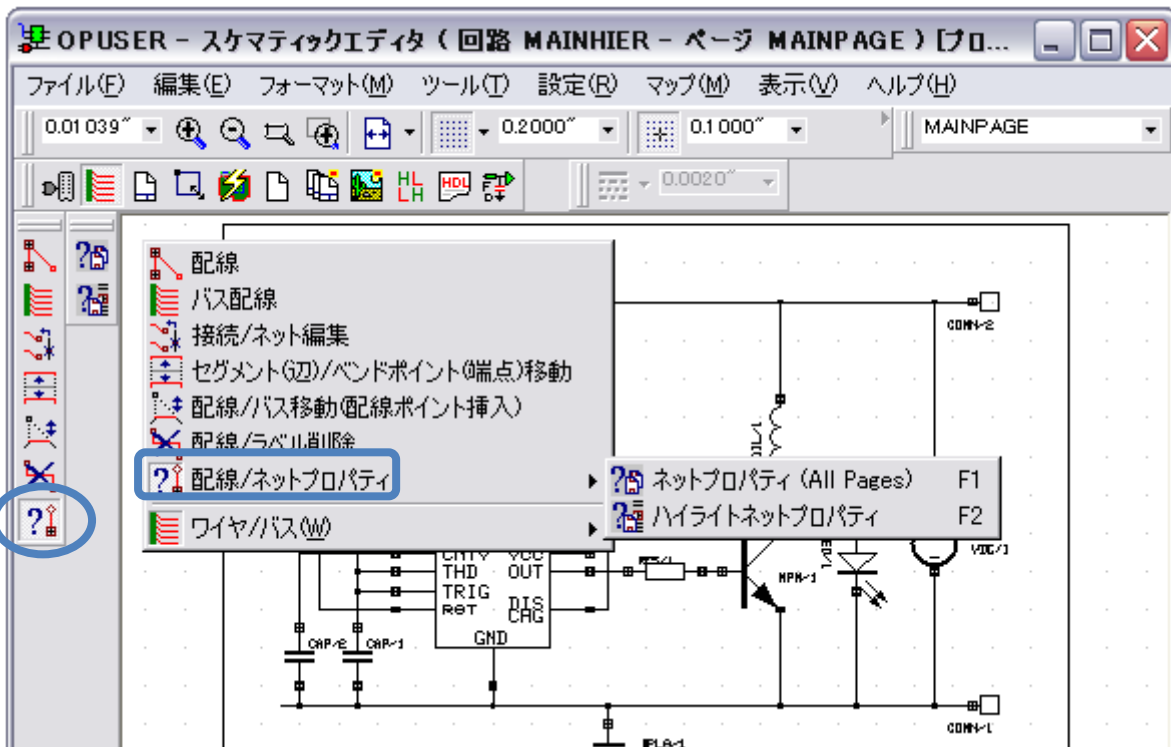 OPUSER - スケマティックエディタ ( 回路 MAINHIER - ページ MAINPAGE ) [プロ...
ファイル(F) 編集(E) フォーマット(M) ツール(T) 設定(R) マップ(M) 表示(V) ヘルプ(H)
0.01039" 0.2000" 0.1000" MAINPAGE
HL LH HDL 0.0020"
配線
バス配線
接続/ネット編集
セグメント(辺)/ベンドポイント(端点)移動
配線/バス移動(配線ポイント挿入)
配線/ラベル削除
配線/ネットプロパティ
ネットプロパティ (All Pages) F1
ハイライトネットプロパティ F2
ワイヤ/バス(W)
CONN-2
VDC/1
CNTV VCC
THD OUT
TRIG
RST DIS
CHG
GND
NPN-1
CAP-2 CAP-1
CONN-1